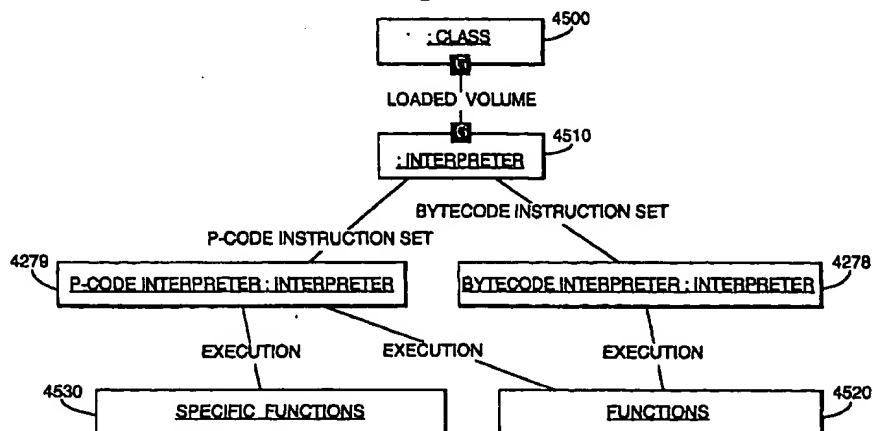 4500
: CLASS
G
LOADED VOLUME
G
4510
: INTERPRETER
BYTECODE INSTRUCTION SET
P-CODE INSTRUCTION SET
4279
P-CODE INTERPRETER : INTERPRETER
BYTECODE INTERPRETER : INTERPRETER
4278
EXECUTION
EXECUTION
EXECUTION
4530
SPECIFIC FUNCTIONS
FUNCTIONS
4520